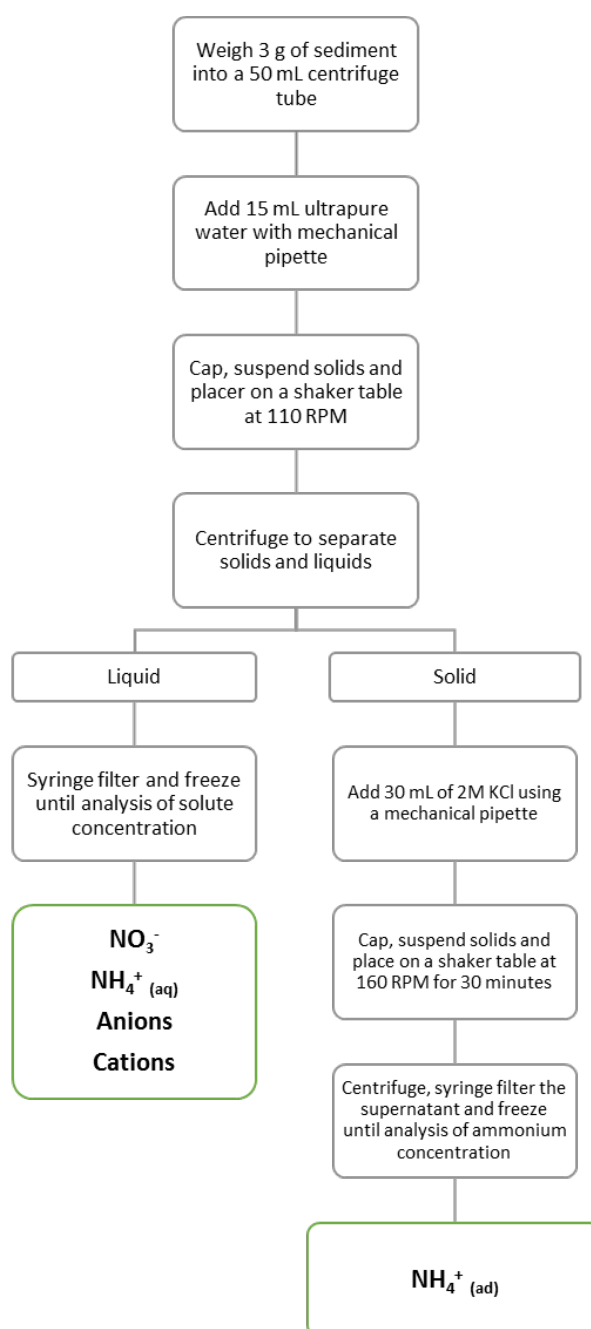 Weigh 3 g of sediment
into a 50 mL centrifuge
tube
Add 15 mL ultrapure
water with mechanical
pipette
Cap, suspend solids and
placer on a shaker table
at 110 RPM
Centrifuge to separate
solids and liquids
Liquid
Syringe filter and freeze
until analysis of solute
concentration
NO₃⁻
NH₄⁺ (aq)
Anions
Cations
Solid
Add 30 mL of 2M KCl using
a mechanical pipette
Cap, suspend solids and
place on a shaker table at
160 RPM for 30 minutes
Centrifuge, syringe filter the
supernatant and freeze
until analysis of ammonium
concentration
NH₄⁺ (ad)